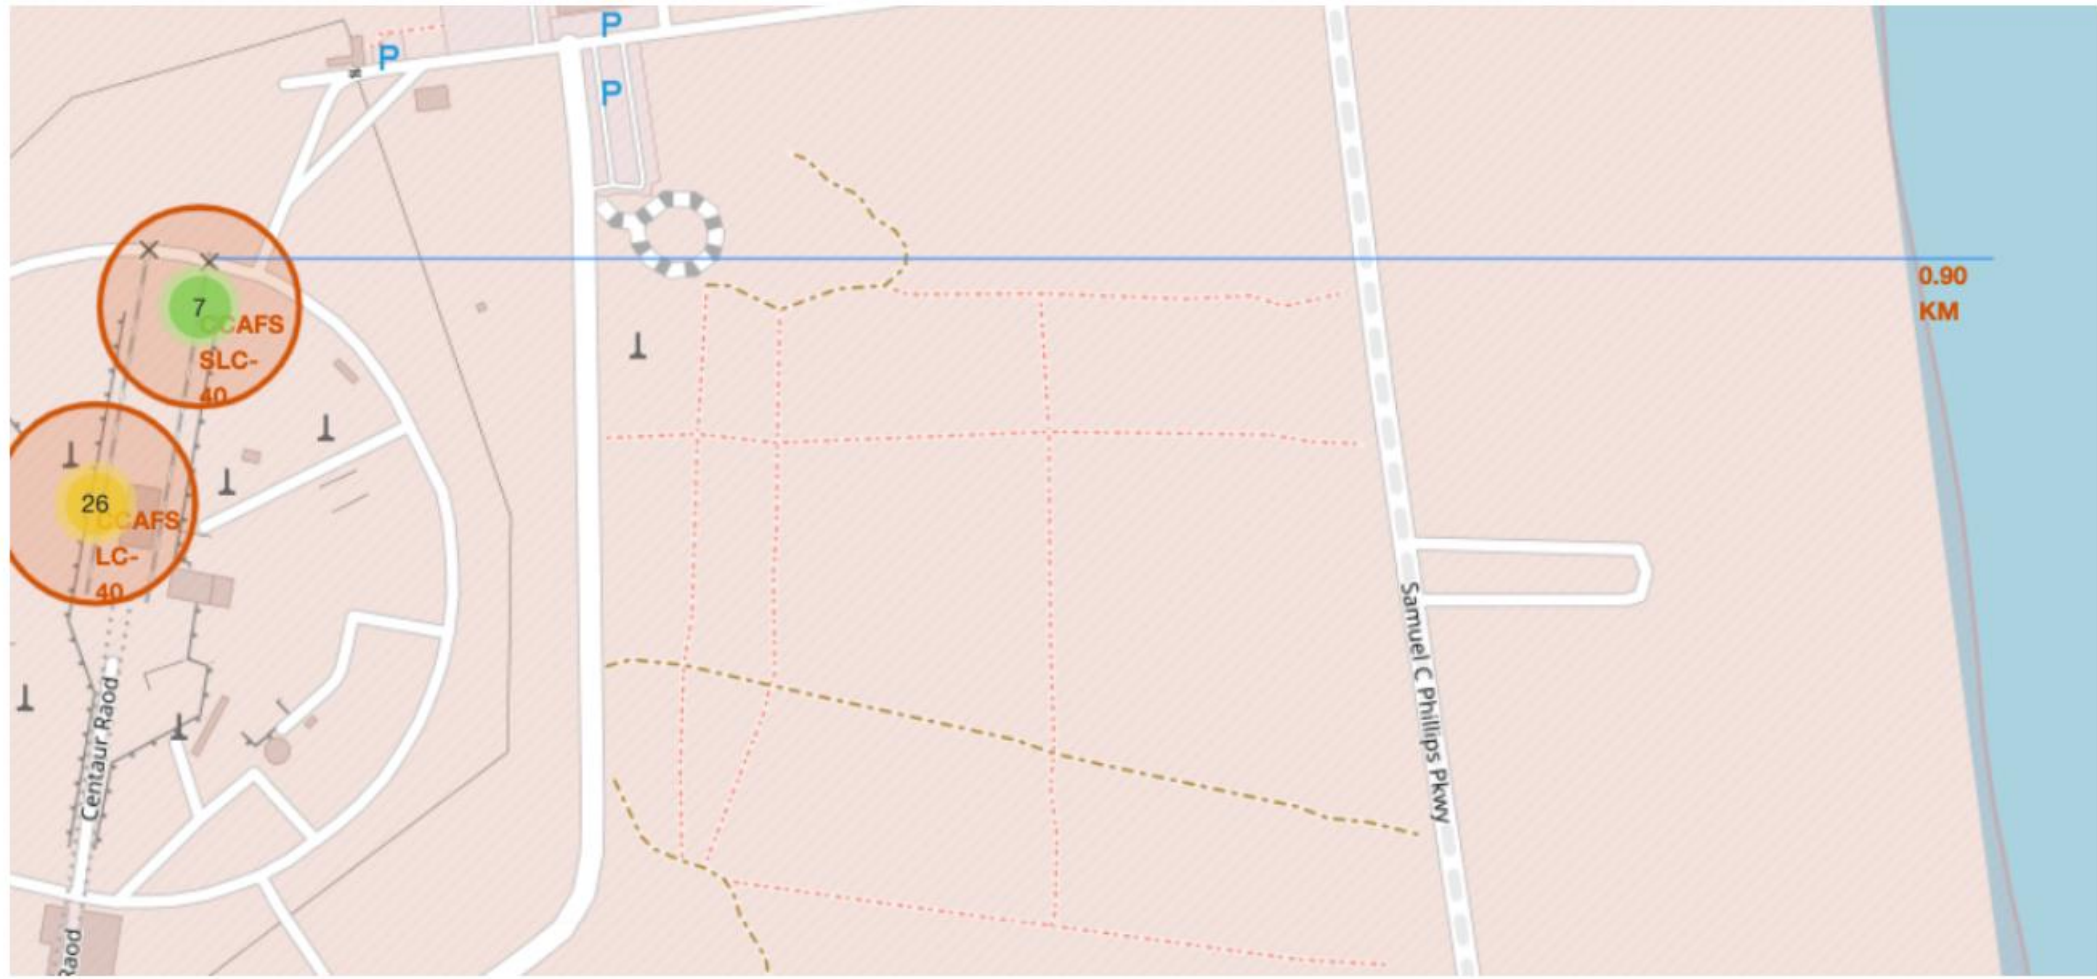 P
P
P
7
CCAFS
SLC-
40
0.90
KM
26
CCAFS
LC-
40
Samuel C Phillips Pkwy
Centaur Raod
Raod